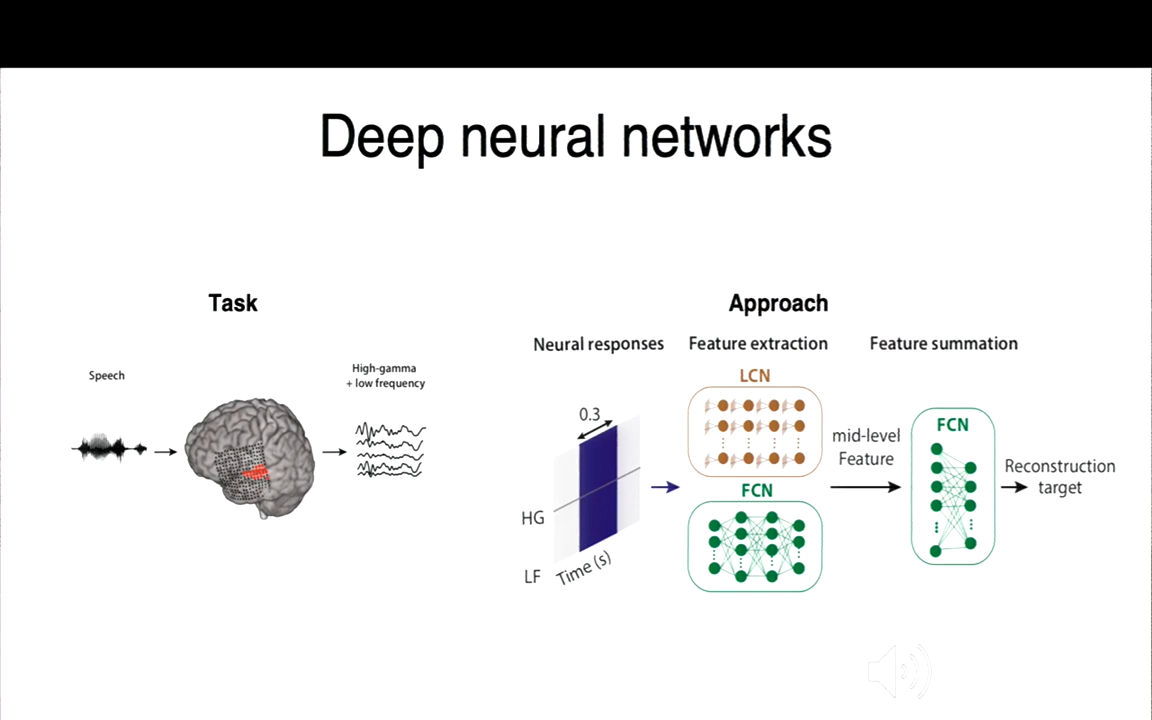 Deep neural networks
Task
Speech
High-gamma
+ low frequency
Approach
Neural responses
Feature extraction
Feature summation
0.3
HG
LF
Time (s)
LCN
FCN
mid-level
Feature
FCN
Reconstruction
target